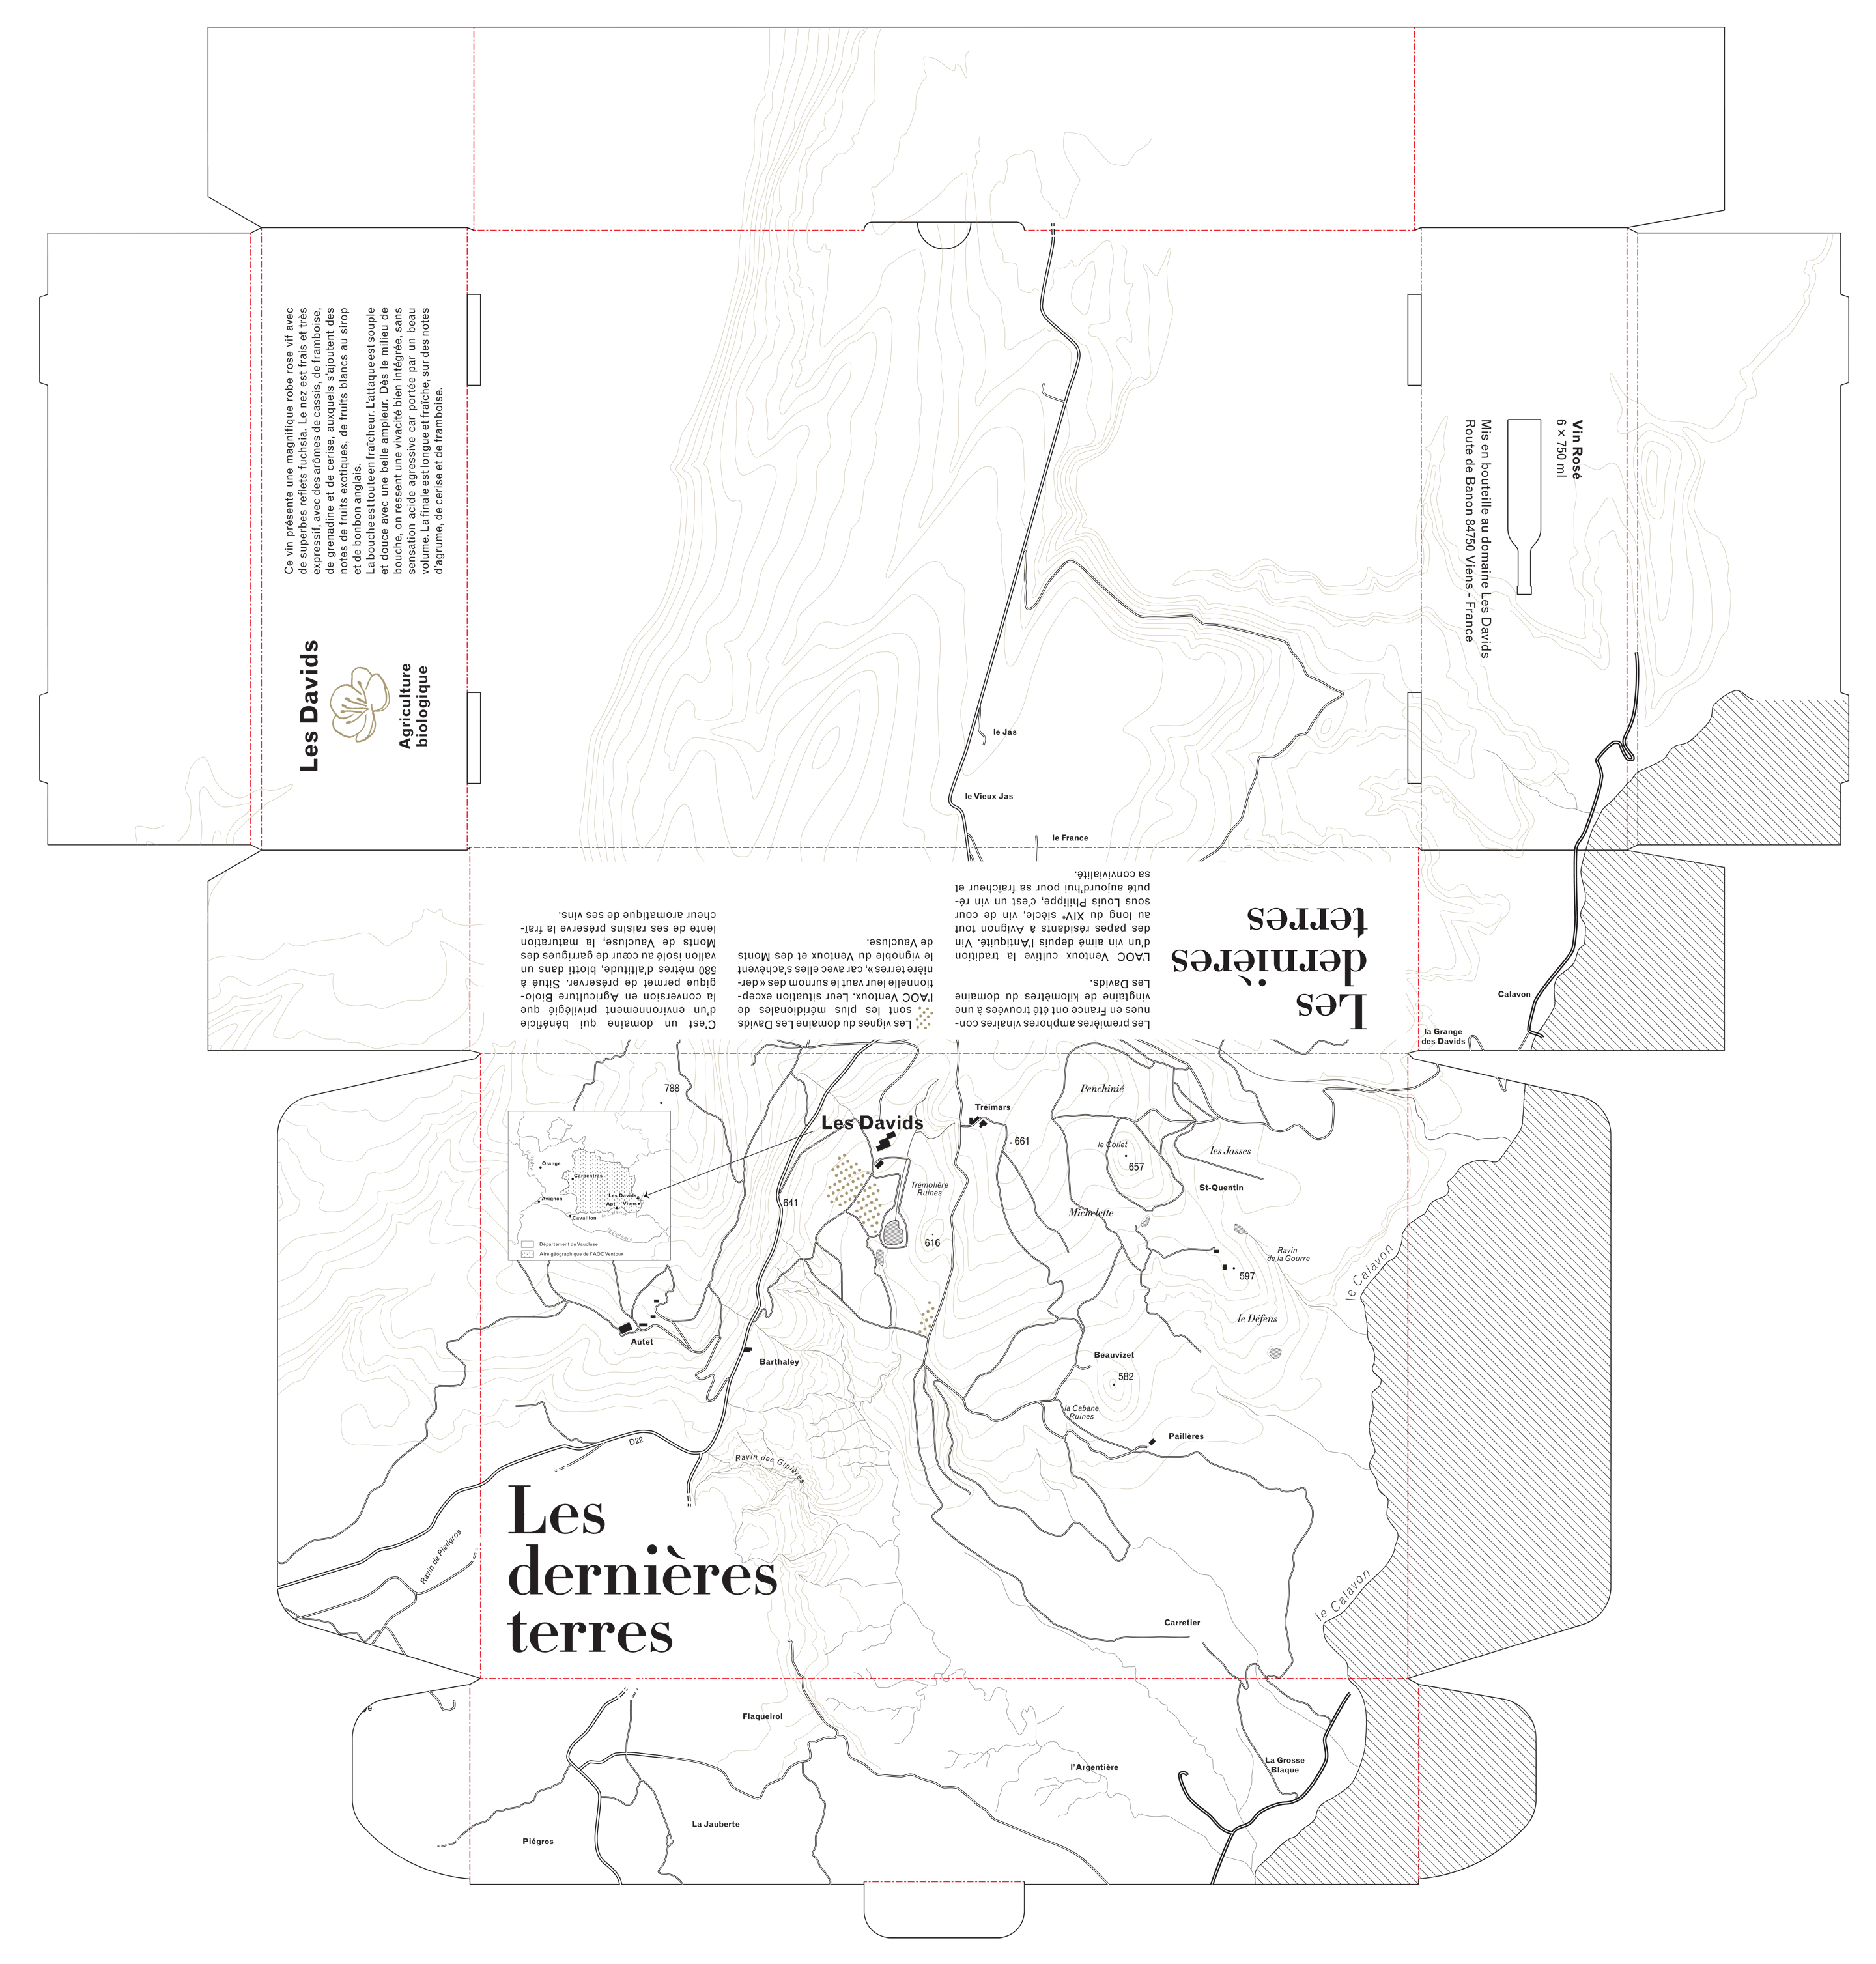 Ce vin présente une magnifique robe rose vif avec
de superbes reflets fuchsia. Le nez est frais et très
expressif, avec des arômes de cassis, de framboise,
de grenadine et de cerise, auxquels s'ajoutent des
notes de fruits exotiques, de fruits blancs au sirop
et de bonbon anglais.
La bouche est toute en fraîcheur. L'attaque est souple
et douce avec une belle ampleur. Dès le milieu de
bouche, on ressent une vivacité bien intégrée, sans
sensation acide agressive car portée par un beau
volume. La finale est longue et fraîche, sur des notes
d'agrume, de cerise et de framboise.
Les Davids
Agriculture
biologique
Vin Rosé
6 × 750 ml
Mis en bouteille au domaine Les Davids
Route de Banon 84750 Viens - France
le Jas
le Vieux Jas
le France
Les
dernières
terres
Les premières amphores vinaires con-
nues en France ont été trouvées à une
vingtaine de kilomètres du domaine
Les Davids.
L'AOC Ventoux cultive la tradition
d'un vin aimé depuis l'Antiquité. Vin
des papes résidants à Avignon tout
au long du XIVe siècle, vin de cour
sous Louis Philippe, c'est un vin ré-
puté aujourd'hui pour sa fraîcheur et
sa convivialité.
Les vignes du domaine Les Davids
sont les plus méridionales de
l'AOC Ventoux. Leur situation excep-
tionnelle leur vaut le surnom des « der-
nière terres », car avec elles s'achèvent
le vignoble du Ventoux et des Monts
de Vaucluse.
C'est un domaine qui bénéficie
d'un environnement privilégié que
la conversion en Agriculture Biolo-
gique permet de préserver. Situé à
580 mètres d'altitude, blotti dans un
vallon isolé au cœur de garrigues des
Monts de Vaucluse, la maturation
lente de ses raisins préserve la fraî-
cheur aromatique de ses vins.
Calavon
la Grange
des Davids
788
Les Davids
Treimars
661
Penchinié
le Collet
657
les Jasses
St-Quentin
Orange
Carpentras
Avignon
Les Davids
Apt
Viens
Cavaillon
Département du Vaucluse
Aire géographique de l'AOC Ventoux
641
Trémolière
Ruines
616
Michelette
Ravin
de la Gourre
597
le Calavon
le Défens
Autet
Barthaley
Beauvizet
582
la Cabane
Ruines
Paillères
D22
Ravin des Gipières
Ravin de Piedgros
Les
dernières
terres
le Calavon
Carretier
Flaqueirol
l'Argentière
La Grosse
Blaque
La Jauberte
Piégros